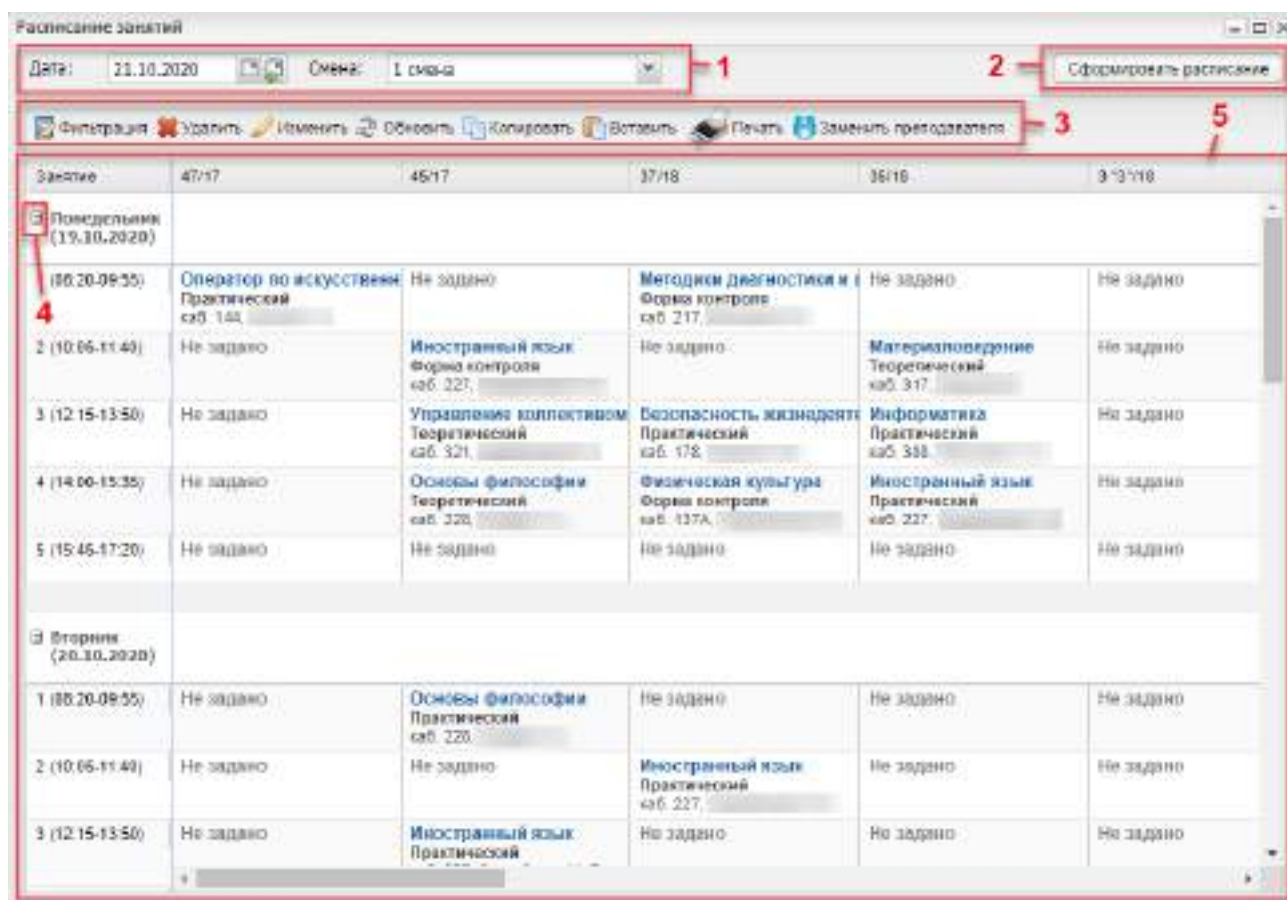 Расписание занятий
Дата: 21.10.2020 Смена: 1 смена 1 2 Сформировать расписание
Фильтрация Удалить Изменить Обновить Копировать Вставить Печать Заменить преподавателя 3 5
Занятие 47/17 45/17 37/18
Понедельник
(19.10.2020)
(08:20-09:55) Оператор по искусственн Не задано Методики диагностики и Не задано Не задано
Практический Форма контроля
4 каб. 144, каб. 217,
2 (10:05-11:40) Не задано Иностранный язык Не задано Материаловедение Не задано
Форма контроля Теоретический
каб. 227, каб. 317,
3 (12:15-13:50) Не задано Управление коллективом Безопасность жизнедеяте Информатика Не задано
Теоретический Практический Практический
каб. 321, каб. 178,
4 (14:00-15:35) Не задано Основы философии Физическая культура Иностранный язык Не задано
Теоретический Форма контроля Практический
каб. 228, каб. 137А, каб. 227,
5 (15:45-17:20) Не задано Не задано Не задано Не задано Не задано
Вторник
(20.10.2020)
1 (08:20-09:55) Не задано Основы философии Не задано Не задано Не задано
Практический
каб. 228,
2 (10:05-11:40) Не задано Не задано Иностранный язык Не задано Не задано
Практический
каб. 227,
3 (12:15-13:50) Не задано Иностранный язык Не задано Не задано Не задано
Практический